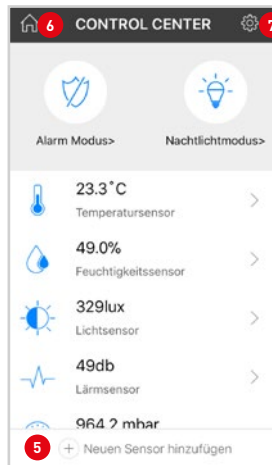 6 CONTROL CENTER 7
Alarm Modus> Nachtlichtmodus>
23.3°C
Temperatursensor
49.0%
Feuchtigkeitssensor
329lux
Lichtsensor
49db
Lärmsensor
964.2 mbar
5 + Neuen Sensor hinzufügen